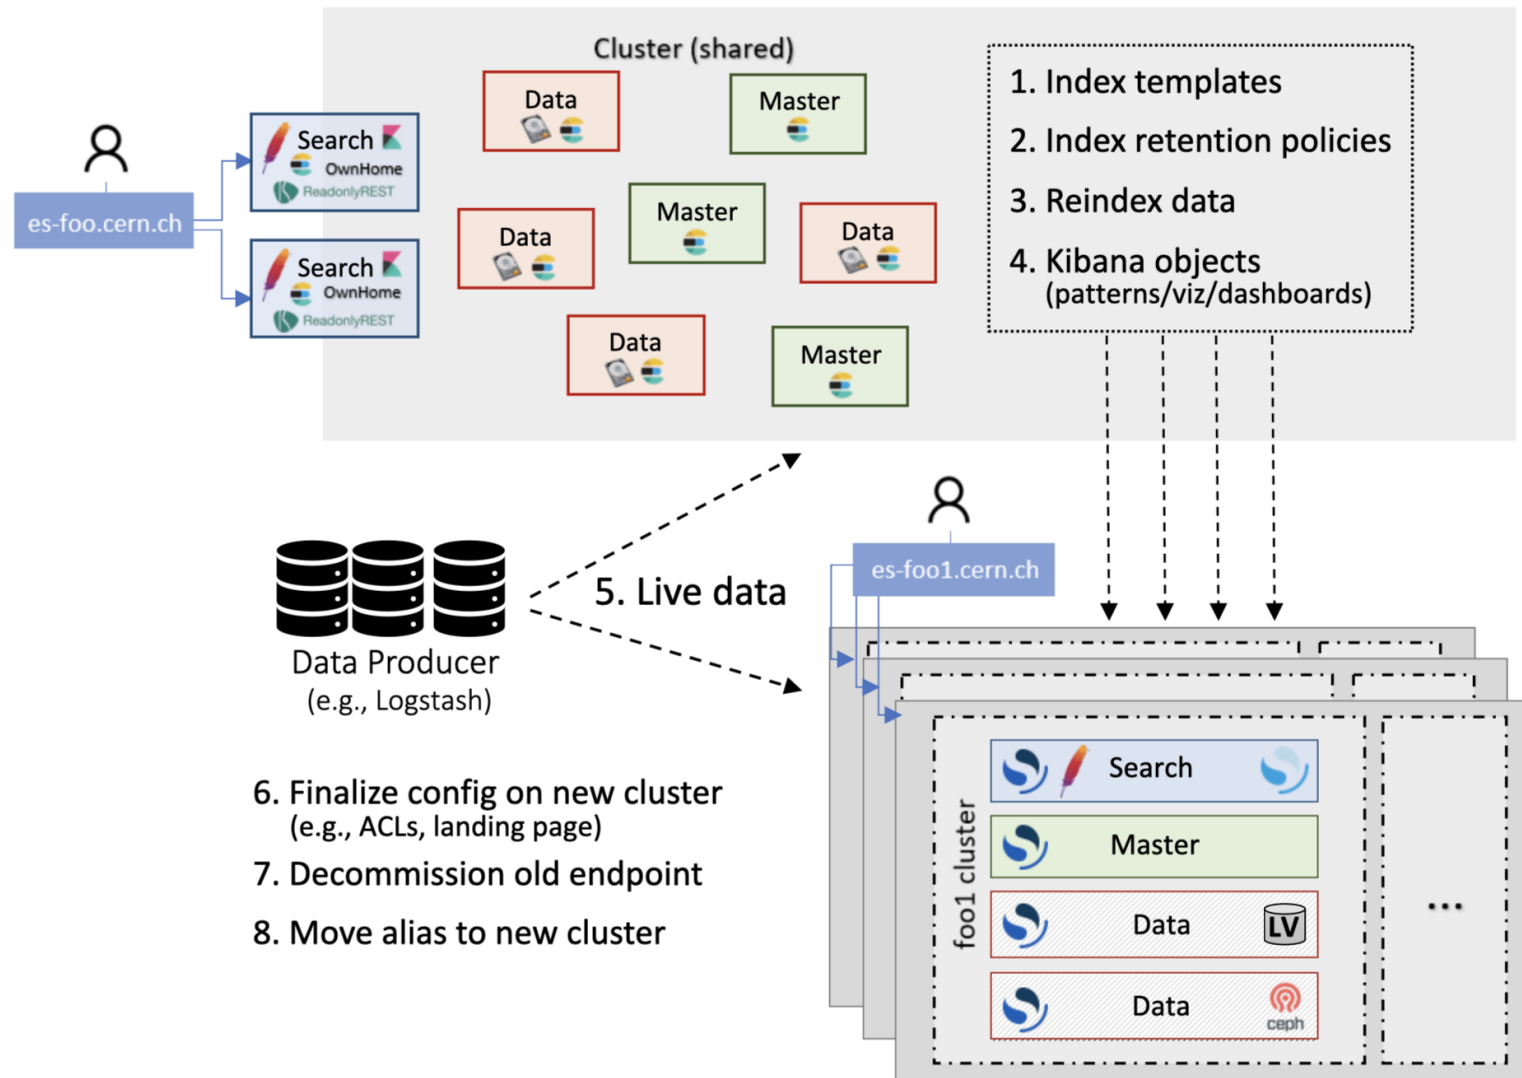 Cluster (shared)
Data
Master
Search
OwnHome
ReadonlyREST
es-foo.cern.ch
Search
OwnHome
ReadonlyREST
Data
Master
Data
Data
Master
1. Index templates
2. Index retention policies
3. Reindex data
4. Kibana objects
(patterns/viz/dashboards)
5. Live data
Data Producer
(e.g., Logstash)
es-foo1.cern.ch
6. Finalize config on new cluster
(e.g., ACLs, landing page)
7. Decommission old endpoint
8. Move alias to new cluster
foo1 cluster
Search
Master
Data
LV
Data
ceph
...